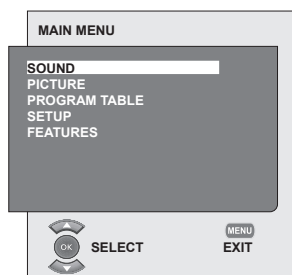 MAIN MENU
SOUND
PICTURE
PROGRAM TABLE
SETUP
FEATURES
MENU
OK SELECT EXIT